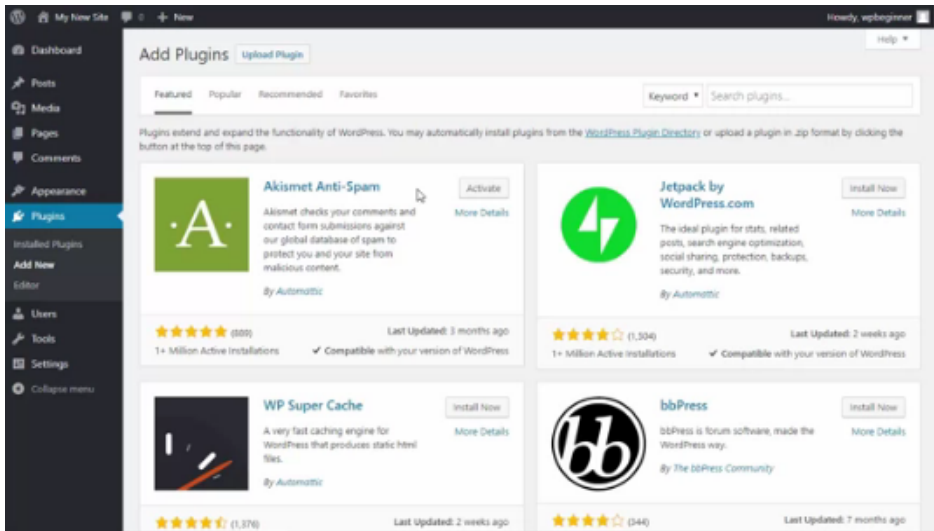 My New Site 0 + New Howdy, wpbeginner
Help ▼
Dashboard
Posts
Media
Pages
Comments
Appearance
Plugins
Installed Plugins
Add New
Editor
Users
Tools
Settings
Collapse menu
Add Plugins Upload Plugin
Featured Popular Recommended Favorites Keyword ▼ Search plugins...
Plugins extend and expand the functionality of WordPress. You may automatically install plugins from the WordPress Plugin Directory or upload a plugin in .zip format by clicking the
button at the top of this page.
·A·
Akismet Anti-Spam
Activate
More Details
Akismet checks your comments and
contact form submissions against
our global database of spam to
protect you and your site from
malicious content.
By Automattic
(889) Last Updated: 3 months ago
1+ Million Active Installations ✔ Compatible with your version of WordPress
Jetpack by
WordPress.com
Install Now
More Details
The ideal plugin for stats, related
posts, search engine optimization,
social sharing, protection, backups,
security, and more.
By Automattic
(1,304) Last Updated: 2 weeks ago
1+ Million Active Installations ✔ Compatible with your version of WordPress
WP Super Cache
Install Now
More Details
A very fast caching engine for
WordPress that produces static html
files.
By Automattic
(1,376) Last Updated: 2 weeks ago
bb
bbPress
Install Now
More Details
bbPress is forum software, made the
WordPress way.
By The bbPress Community
(344) Last Updated: 7 months ago